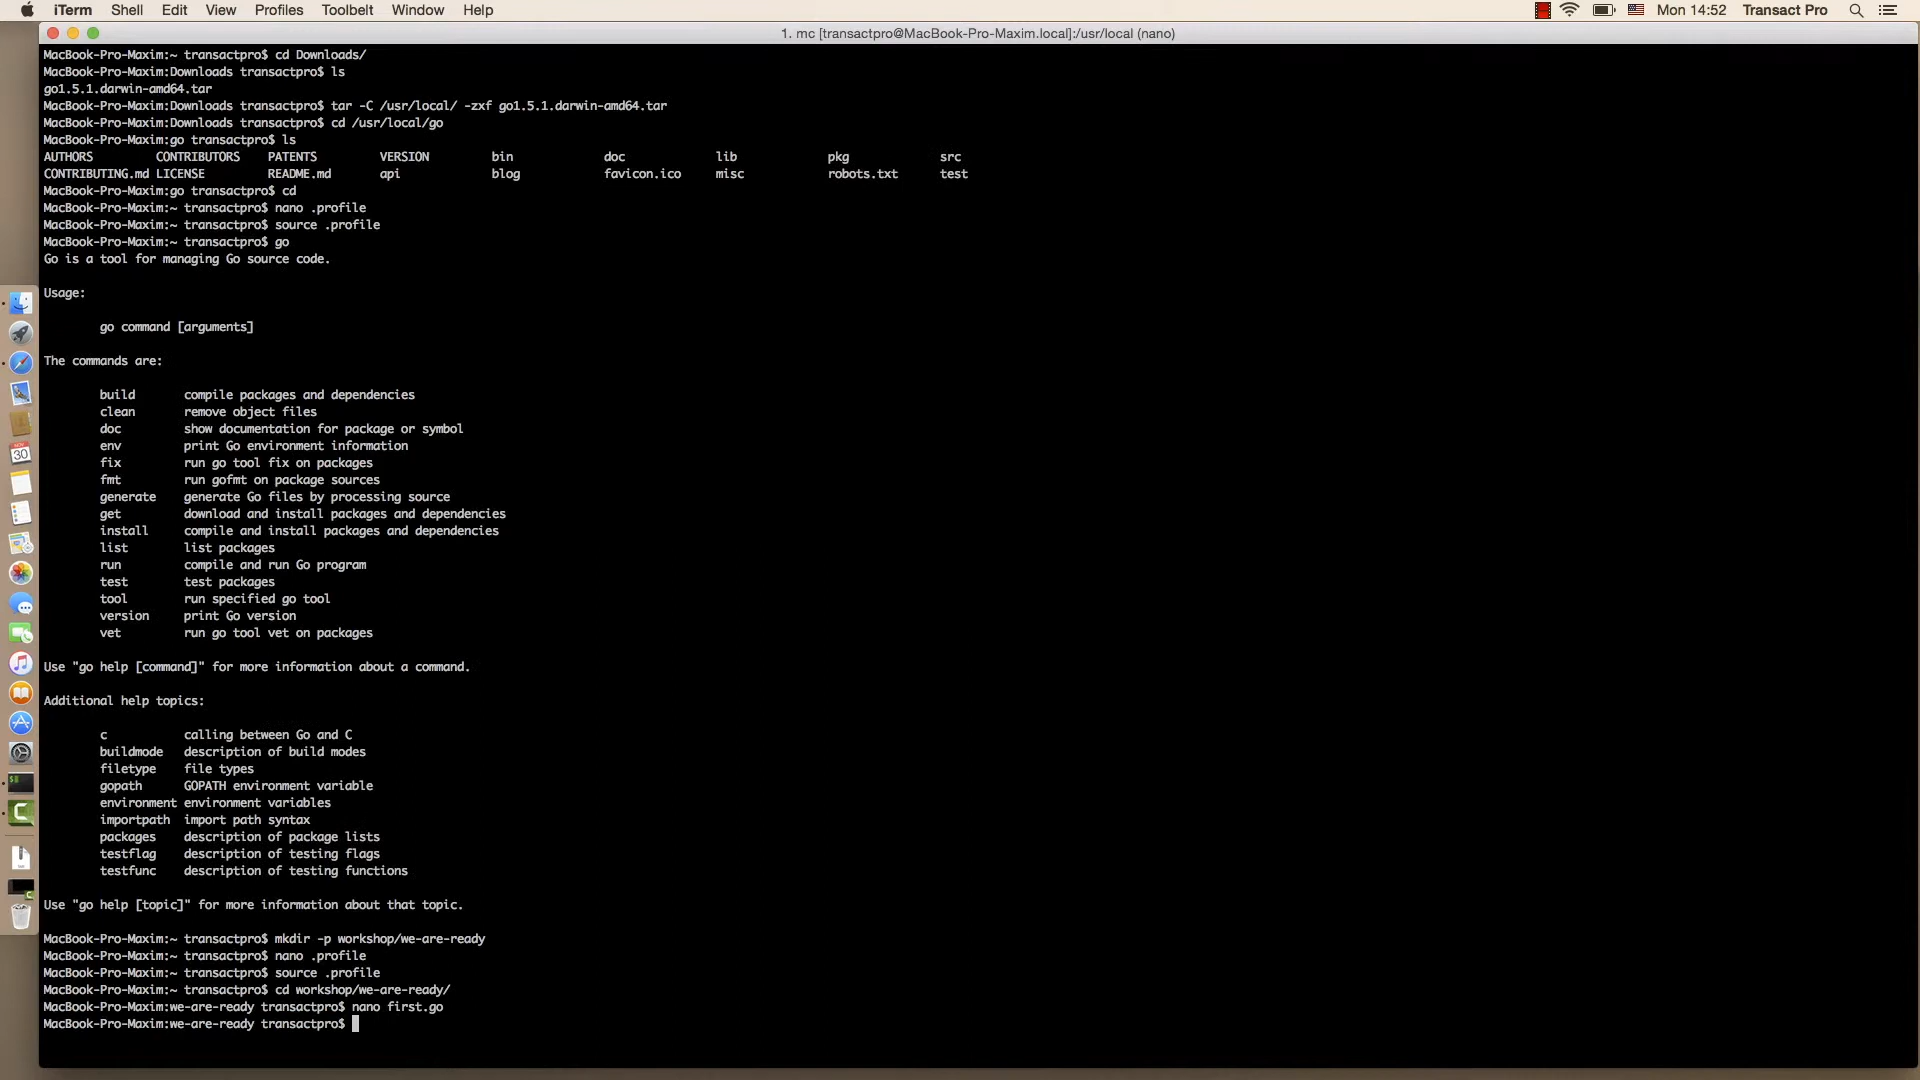 iTerm Shell Edit View Profiles Toolbelt Window Help Mon 14:52 Transact Pro
1. mc [transactpro@MacBook-Pro-Maxim.local]:/usr/local (nano)
MacBook-Pro-Maxim:~ transactpro$ cd Downloads/
MacBook-Pro-Maxim:Downloads transactpro$ ls
go1.5.1.darwin-amd64.tar
MacBook-Pro-Maxim:Downloads transactpro$ tar -C /usr/local/ -zxf go1.5.1.darwin-amd64.tar
MacBook-Pro-Maxim:Downloads transactpro$ cd /usr/local/go
MacBook-Pro-Maxim:go transactpro$ ls
AUTHORS CONTRIBUTORS PATENTS VERSION bin doc lib pkg src
CONTRIBUTING.md LICENSE README.md api blog favicon.ico misc robots.txt test
MacBook-Pro-Maxim:go transactpro$ cd
MacBook-Pro-Maxim:~ transactpro$ nano .profile
MacBook-Pro-Maxim:~ transactpro$ source .profile
MacBook-Pro-Maxim:~ transactpro$ go
Go is a tool for managing Go source code.
Usage:
go command [arguments]
The commands are:
build compile packages and dependencies
clean remove object files
doc show documentation for package or symbol
env print Go environment information
fix run go tool fix on packages
fmt run gofmt on package sources
generate generate Go files by processing source
get download and install packages and dependencies
install compile and install packages and dependencies
list list packages
run compile and run Go program
test test packages
tool run specified go tool
version print Go version
vet run go tool vet on packages
Use "go help [command]" for more information about a command.
Additional help topics:
c calling between Go and C
buildmode description of build modes
filetype file types
gopath GOPATH environment variable
environment environment variables
importpath import path syntax
packages description of package lists
testflag description of testing flags
testfunc description of testing functions
Use "go help [topic]" for more information about that topic.
MacBook-Pro-Maxim:~ transactpro$ mkdir -p workshop/we-are-ready
MacBook-Pro-Maxim:~ transactpro$ nano .profile
MacBook-Pro-Maxim:~ transactpro$ source .profile
MacBook-Pro-Maxim:~ transactpro$ cd workshop/we-are-ready/
MacBook-Pro-Maxim:we-are-ready transactpro$ nano first.go
MacBook-Pro-Maxim:we-are-ready transactpro$
NOV
30